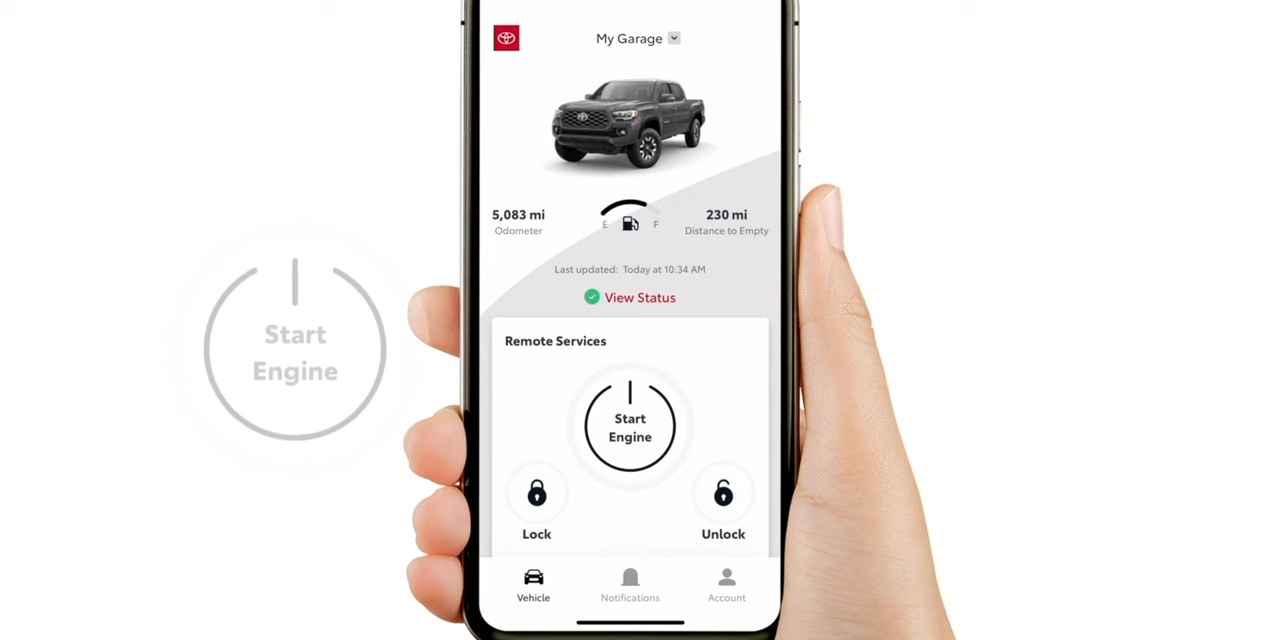 My Garage
5,083 mi
Odometer
E
F
230 mi
Distance to Empty
Last updated: Today at 10:34 AM
View Status
Remote Services
Start
Engine
Start
Engine
Lock
Unlock
Vehicle
Notifications
Account